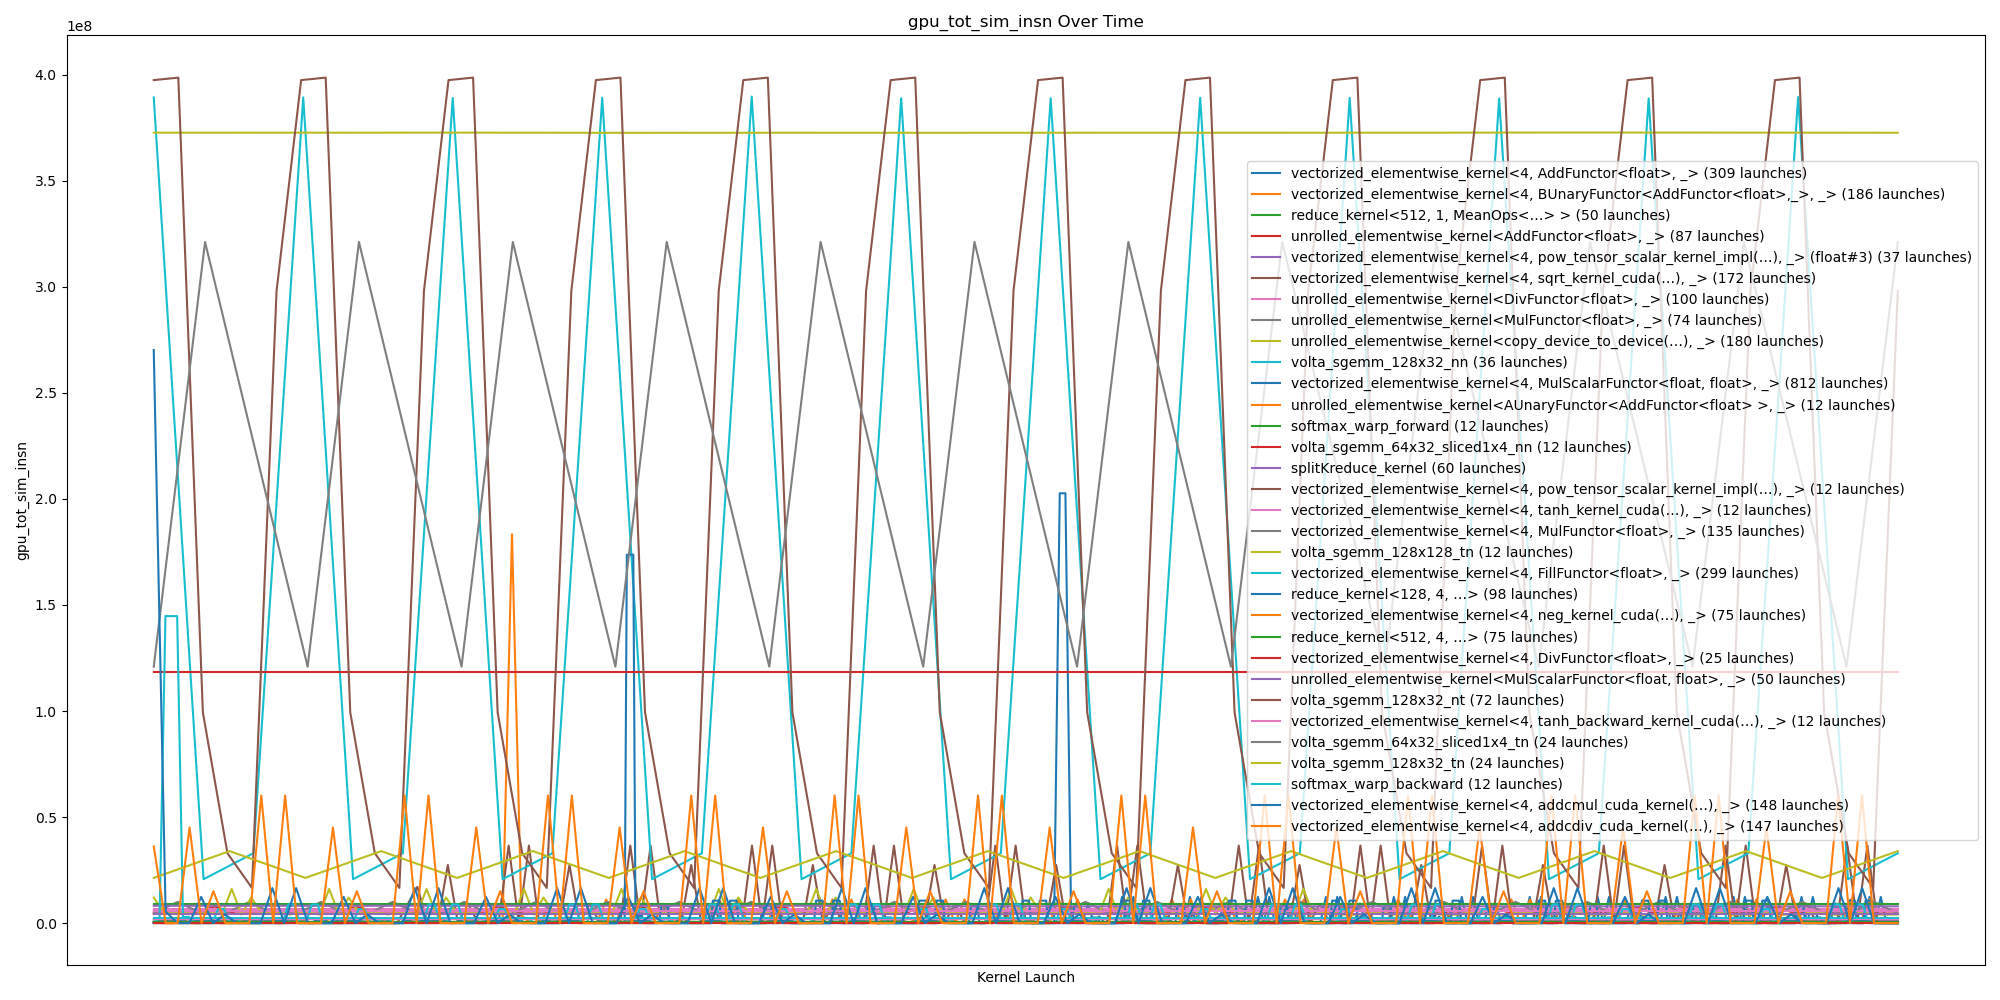 gpu_tot_sim_insn Over Time
1e8
4.0
3.5
3.0
2.5
2.0
1.5
1.0
0.5
0.0
gpu_tot_sim_insn
Kernel Launch
vectorized_elementwise_kernel<4, AddFunctor<float>, _> (309 launches)
vectorized_elementwise_kernel<4, BUnaryFunctor<AddFunctor<float>,_>, _> (186 launches)
reduce_kernel<512, 1, MeanOps<...> > (50 launches)
unrolled_elementwise_kernel<AddFunctor<float>, _> (87 launches)
vectorized_elementwise_kernel<4, pow_tensor_scalar_kernel_impl(...), _> (float#3) (37 launches)
vectorized_elementwise_kernel<4, sqrt_kernel_cuda(...), _> (172 launches)
unrolled_elementwise_kernel<DivFunctor<float>, _> (100 launches)
unrolled_elementwise_kernel<MulFunctor<float>, _> (74 launches)
unrolled_elementwise_kernel<copy_device_to_device(...), _> (180 launches)
volta_sgemm_128x32_nn (36 launches)
vectorized_elementwise_kernel<4, MulScalarFunctor<float, float>, _> (812 launches)
unrolled_elementwise_kernel<AUnaryFunctor<AddFunctor<float> >, _> (12 launches)
softmax_warp_forward (12 launches)
volta_sgemm_64x32_sliced1x4_nn (12 launches)
splitKreduce_kernel (60 launches)
vectorized_elementwise_kernel<4, pow_tensor_scalar_kernel_impl(...), _> (12 launches)
vectorized_elementwise_kernel<4, tanh_kernel_cuda(...), _> (12 launches)
vectorized_elementwise_kernel<4, MulFunctor<float>, _> (135 launches)
volta_sgemm_128x128_tn (12 launches)
vectorized_elementwise_kernel<4, FillFunctor<float>, _> (299 launches)
reduce_kernel<128, 4, ...> (98 launches)
vectorized_elementwise_kernel<4, neg_kernel_cuda(...), _> (75 launches)
reduce_kernel<512, 4, ...> (75 launches)
vectorized_elementwise_kernel<4, DivFunctor<float>, _> (25 launches)
unrolled_elementwise_kernel<MulScalarFunctor<float, float>, _> (50 launches)
volta_sgemm_128x32_nt (72 launches)
vectorized_elementwise_kernel<4, tanh_backward_kernel_cuda(...), _> (12 launches)
volta_sgemm_64x32_sliced1x4_tn (24 launches)
volta_sgemm_128x32_tn (24 launches)
softmax_warp_backward (12 launches)
vectorized_elementwise_kernel<4, addcmul_cuda_kernel(...), _> (148 launches)
vectorized_elementwise_kernel<4, addcdiv_cuda_kernel(...), _> (147 launches)